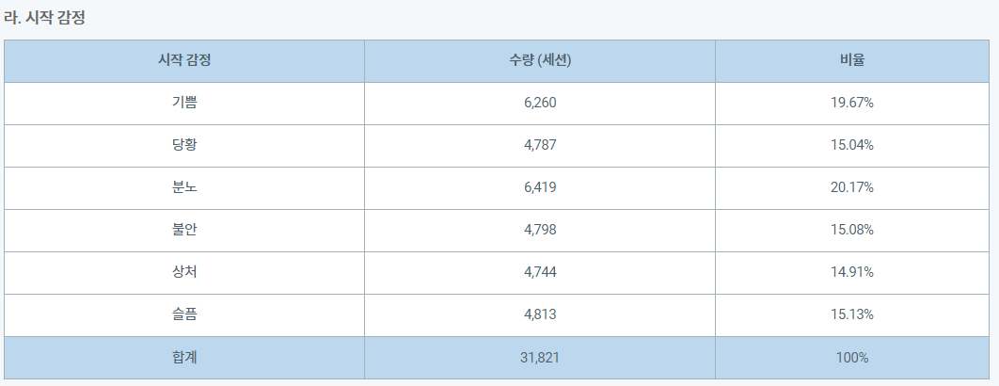 라. 시작 감정
시작 감정 수량 (세션) 비율
기쁨 6,260 19.67%
당황 4,787 15.04%
분노 6,419 20.17%
불안 4,798 15.08%
상처 4,744 14.91%
슬픔 4,813 15.13%
합계 31,821 100%